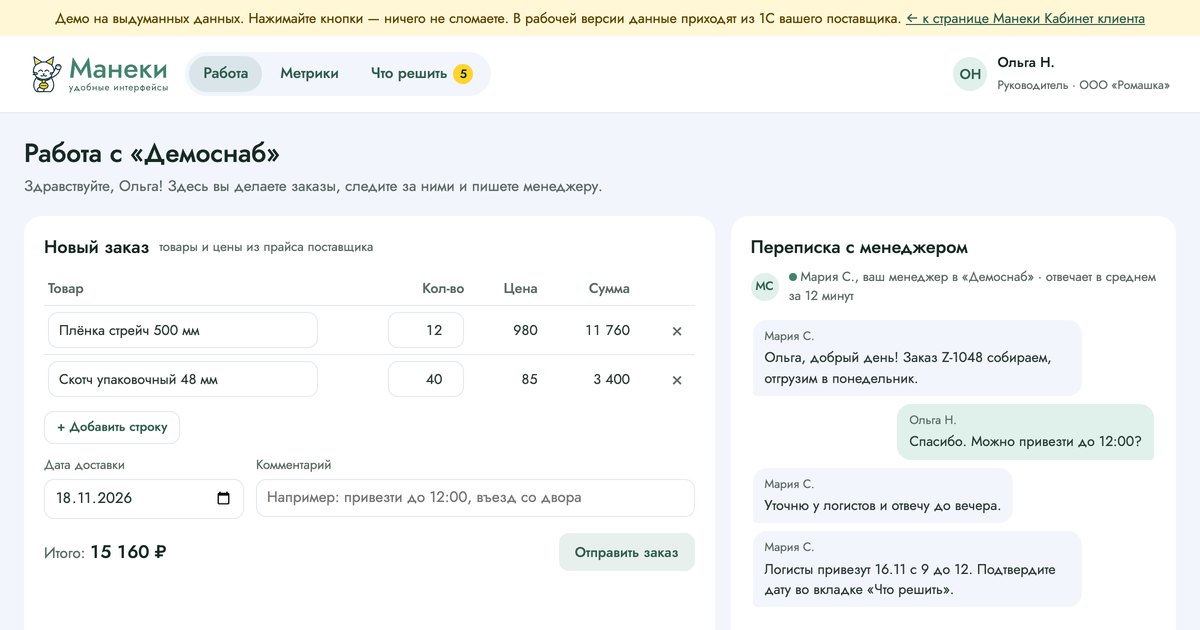 Демо на выдуманных данных. Нажимайте кнопки — ничего не сломаете. В рабочей версии данные приходят из 1С вашего поставщика. ← к странице Манеки Кабинет клиента
Манеки
удобные интерфейсы
Работа
Метрики
Что решить 5
ОН
Ольга Н.
Руководитель · ООО «Ромашка»
Работа с «Демоснаб»
Здравствуйте, Ольга! Здесь вы делаете заказы, следите за ними и пишете менеджеру.
Новый заказ товары и цены из прайса поставщика
Товар Кол-во Цена Сумма
Плёнка стрейч 500 мм 12 980 11 760 ✕
Скотч упаковочный 48 мм 40 85 3 400 ✕
+ Добавить строку
Дата доставки Комментарий
18.11.2026 Например: привезти до 12:00, въезд со двора
Итого: 15 160 ₽ Отправить заказ
Переписка с менеджером
МС
Мария С., ваш менеджер в «Демоснаб» · отвечает в среднем
за 12 минут
Мария С.
Ольга, добрый день! Заказ Z-1048 собираем,
отгрузим в понедельник.
Ольга Н.
Спасибо. Можно привезти до 12:00?
Мария С.
Уточню у логистов и отвечу до вечера.
Мария С.
Логисты привезут 16.11 с 9 до 12. Подтвердите
дату во вкладке «Что решить».